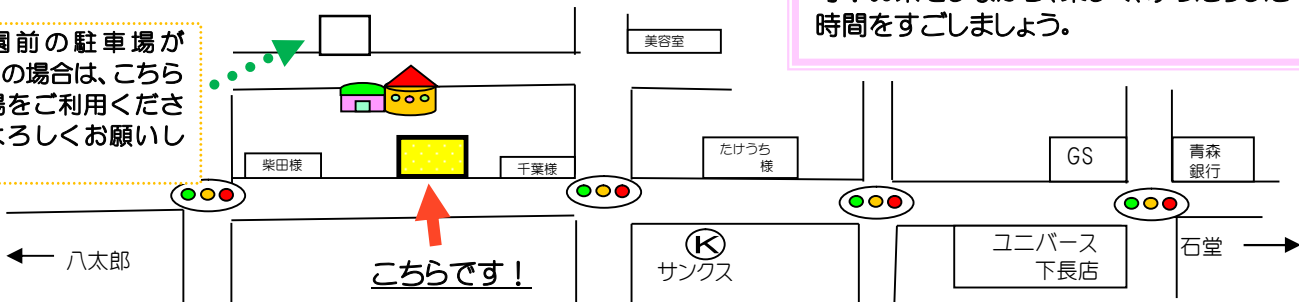 園前の駐車場が
の場合は、こちら
場をご利用くださ
よろしくお願いし
時間をすごしましょう。
美容室
柴田様
千葉様
たけうち
様
GS
青森
銀行
八太郎
こちらです！
K
サンクス
ユニバース
下長店
石堂